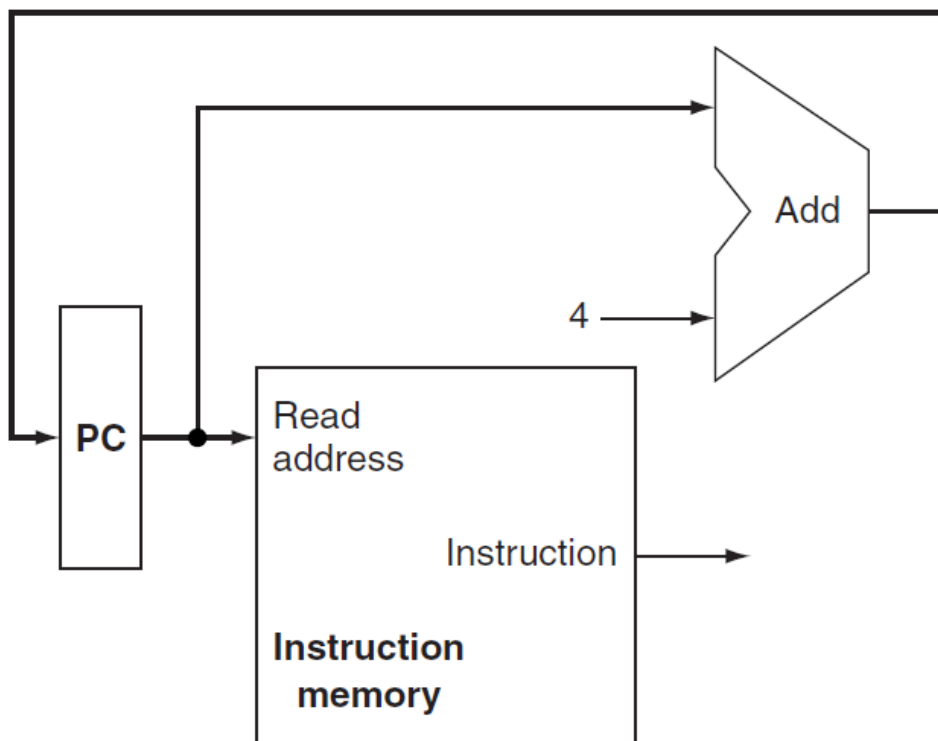 Add
4
PC
Read
address
Instruction
Instruction
memory